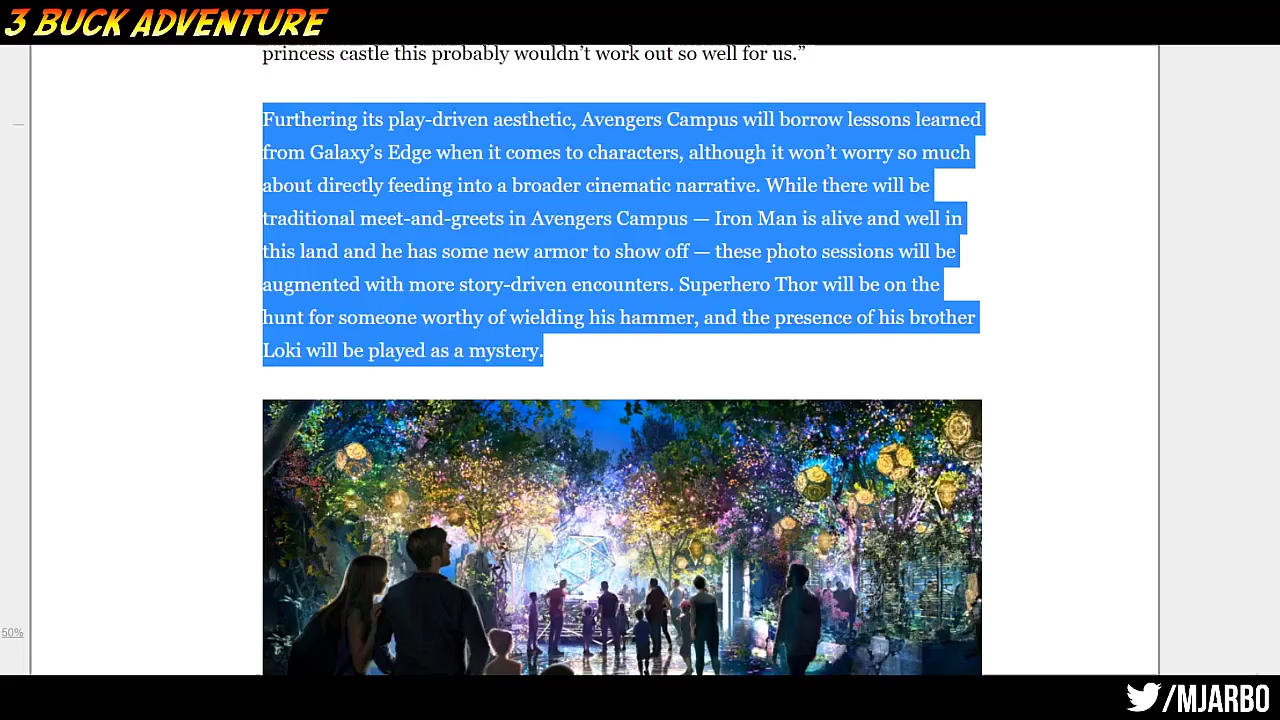 3 BUCK ADVENTURE
princess castle this probably wouldn’t work out so well for us.”
Furthering its play-driven aesthetic, Avengers Campus will borrow lessons learned
from Galaxy’s Edge when it comes to characters, although it won’t worry so much
about directly feeding into a broader cinematic narrative. While there will be
traditional meet-and-greets in Avengers Campus — Iron Man is alive and well in
this land and he has some new armor to show off — these photo sessions will be
augmented with more story-driven encounters. Superhero Thor will be on the
hunt for someone worthy of wielding his hammer, and the presence of his brother
Loki will be played as a mystery.
50%
/MJARBO